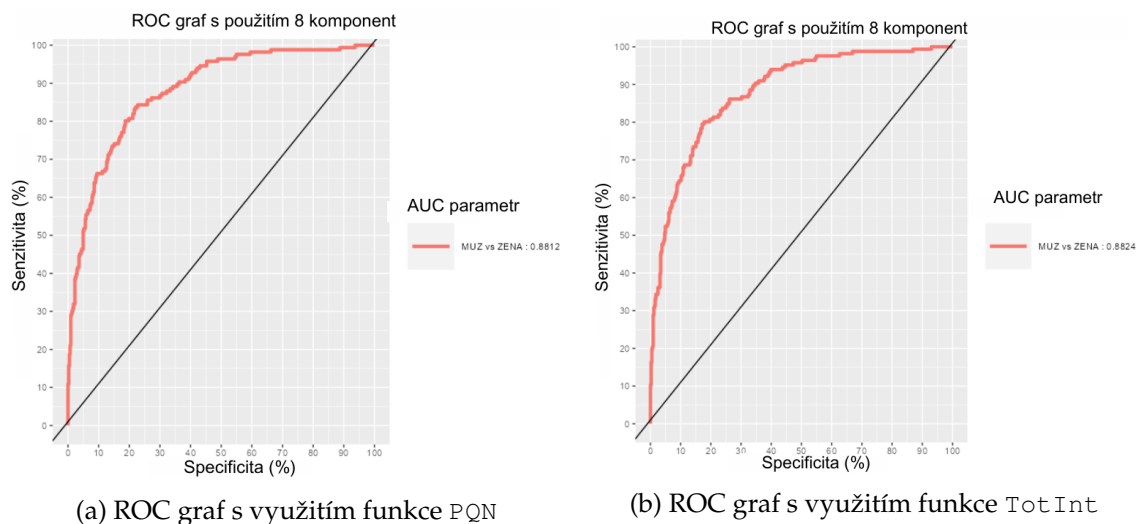 ROC graf s použitím 8 komponent
100
90
80
70
60
50
40
30
20
10
0
Senzitivita (%)
0 10 20 30 40 50 60 70 80 90 100
Specificita (%)
AUC parametr
MUZ vs ZENA : 0.8812
(a) ROC graf s využitím funkce PQN
ROC graf s použitím 8 komponent
100
90
80
70
60
50
40
30
20
10
0
Senzitivita (%)
0 10 20 30 40 50 60 70 80 90 100
Specificita (%)
AUC parametr
MUZ vs ZENA : 0.8824
(b) ROC graf s využitím funkce TotInt